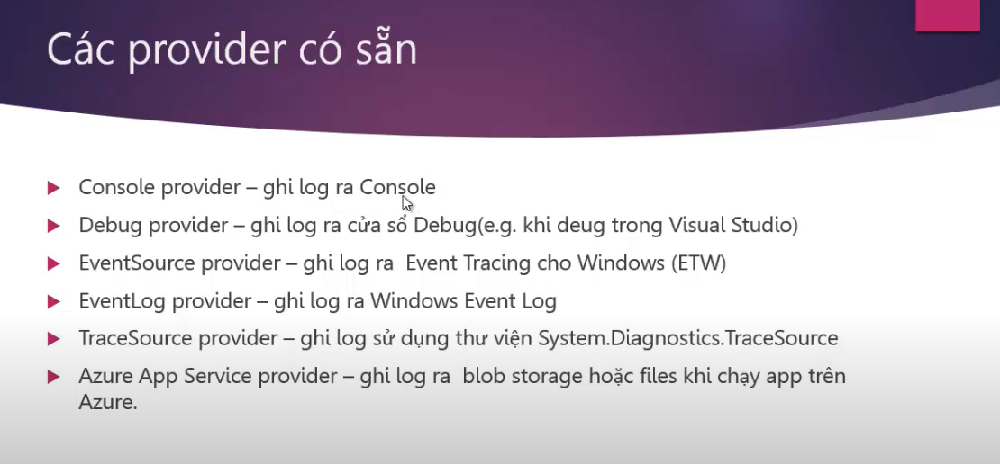 Các provider có sẵn
Console provider – ghi log ra Console
Debug provider – ghi log ra cửa sổ Debug(e.g. khi deug trong Visual Studio)
EventSource provider – ghi log ra  Event Tracing cho Windows (ETW)
EventLog provider – ghi log ra Windows Event Log
TraceSource provider – ghi log sử dụng thư viện System.Diagnostics.TraceSource
Azure App Service provider – ghi log ra  blob storage hoặc files khi chạy app trên
Azure.